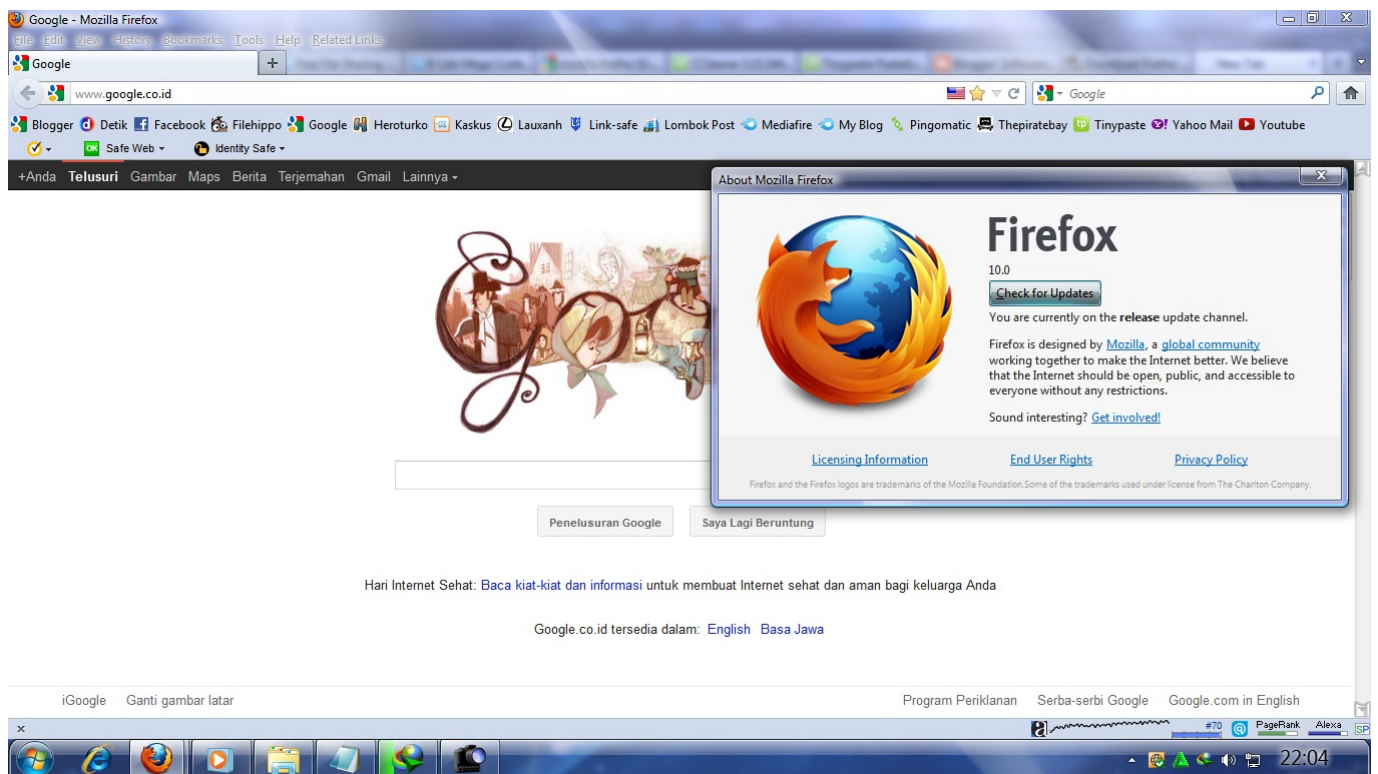 Google - Mozilla Firefox
File Edit View History Bookmarks Tools Help Related Links
Google
www.google.co.id
Google
Blogger Detik Facebook Filehippo Google Heroturko Kaskus Lauxanh Link-safe Lombok Post Mediafire My Blog Pingomatic Thepiratebay Tinypaste Yahoo Mail Youtube
OK Safe Web Identity Safe
+Anda Telusuri Gambar Maps Berita Terjemahan Gmail Lainnya
About Mozilla Firefox
Firefox
10.0
Check for Updates
You are currently on the release update channel.
Firefox is designed by Mozilla, a global community
working together to make the Internet better. We believe
that the Internet should be open, public, and accessible to
everyone without any restrictions.
Sound interesting? Get involved!
Licensing Information End User Rights Privacy Policy
Firefox and the Firefox logos are trademarks of the Mozilla Foundation.Some of the trademarks used under license from The Charlton Company.
Penelusuran Google Saya Lagi Beruntung
Hari Internet Sehat: Baca kiat-kiat dan informasi untuk membuat Internet sehat dan aman bagi keluarga Anda
Google.co.id tersedia dalam: English Basa Jawa
iGoogle Ganti gambar latar Program Periklanan Serba-serbi Google Google.com in English
x #70 PageRank Alexa SP
22:04